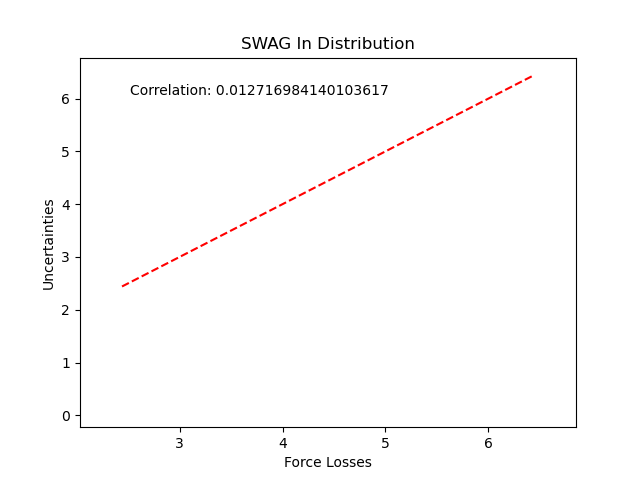 SWAG In Distribution
Correlation: 0.012716984140103617
Uncertainties
6
5
4
3
2
1
0
3 4 5 6
Force Losses